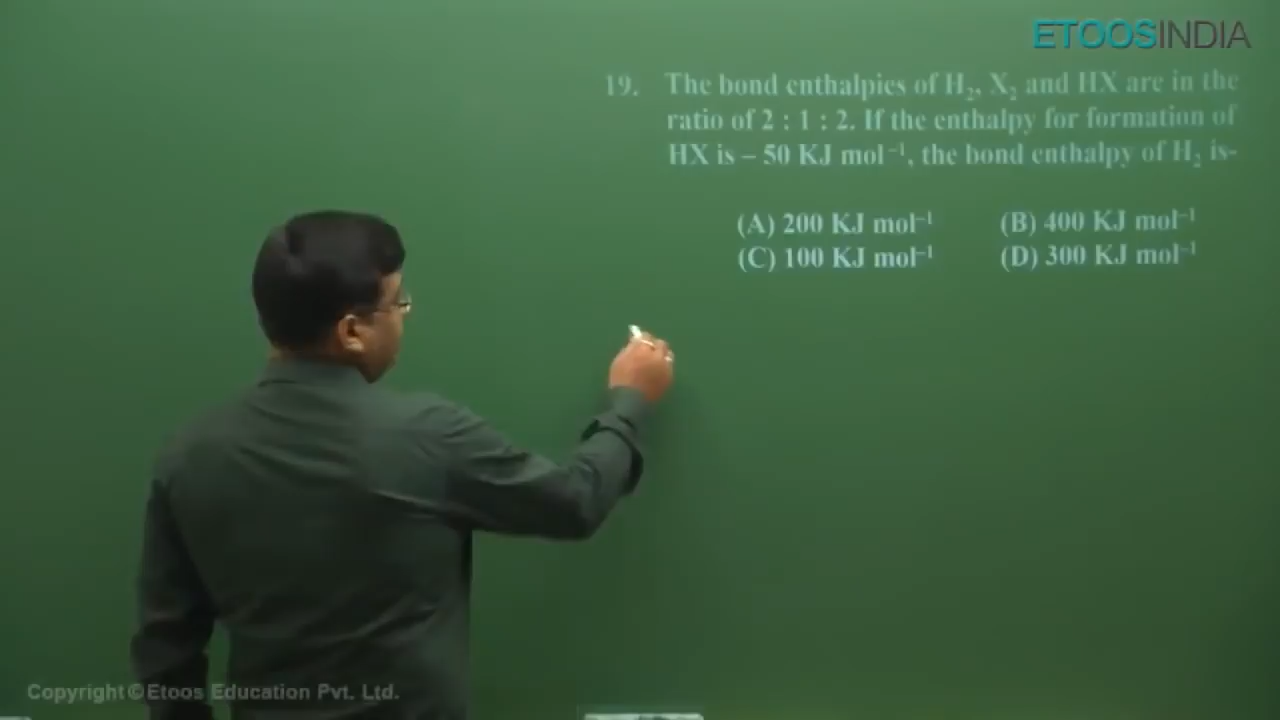 ETOOSINDIA
19. The bond enthalpies of H₂, X₂ and HX are in the
ratio of 2 : 1 : 2. If the enthalpy for formation of
HX is – 50 KJ mol⁻¹, the bond enthalpy of H₂ is-
(A) 200 KJ mol⁻¹ (B) 400 KJ mol⁻¹
(C) 100 KJ mol⁻¹ (D) 300 KJ mol⁻¹
Copyright © Etoos Education Pvt. Ltd.